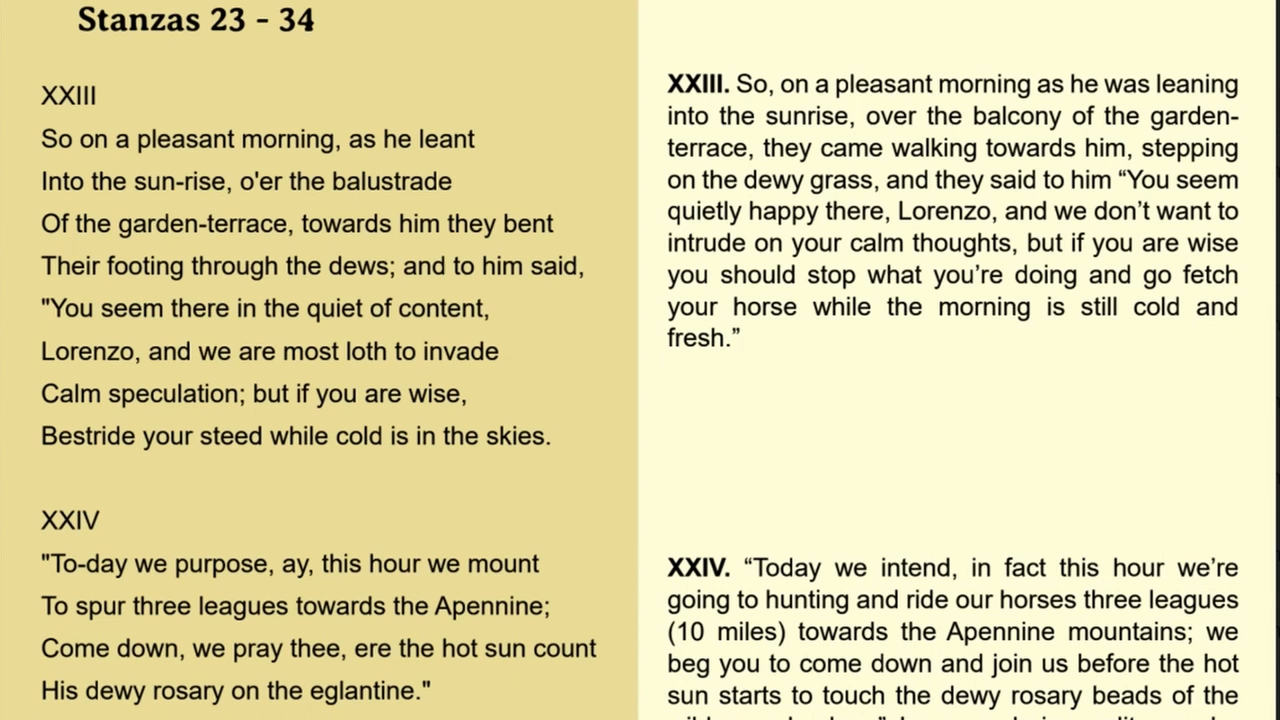 Stanzas 23 - 34
XXIII
So on a pleasant morning, as he leant
Into the sun-rise, o'er the balustrade
Of the garden-terrace, towards him they bent
Their footing through the dews; and to him said,
"You seem there in the quiet of content,
Lorenzo, and we are most loth to invade
Calm speculation; but if you are wise,
Bestride your steed while cold is in the skies.
XXIV
"To-day we purpose, ay, this hour we mount
To spur three leagues towards the Apennine;
Come down, we pray thee, ere the hot sun count
His dewy rosary on the eglantine."
XXIII. So, on a pleasant morning as he was leaning
into the sunrise, over the balcony of the garden-
terrace, they came walking towards him, stepping
on the dewy grass, and they said to him “You seem
quietly happy there, Lorenzo, and we don’t want to
intrude on your calm thoughts, but if you are wise
you should stop what you’re doing and go fetch
your horse while the morning is still cold and
fresh.”
XXIV. “Today we intend, in fact this hour we’re
going to hunting and ride our horses three leagues
(10 miles) towards the Apennine mountains; we
beg you to come down and join us before the hot
sun starts to touch the dewy rosary beads of the